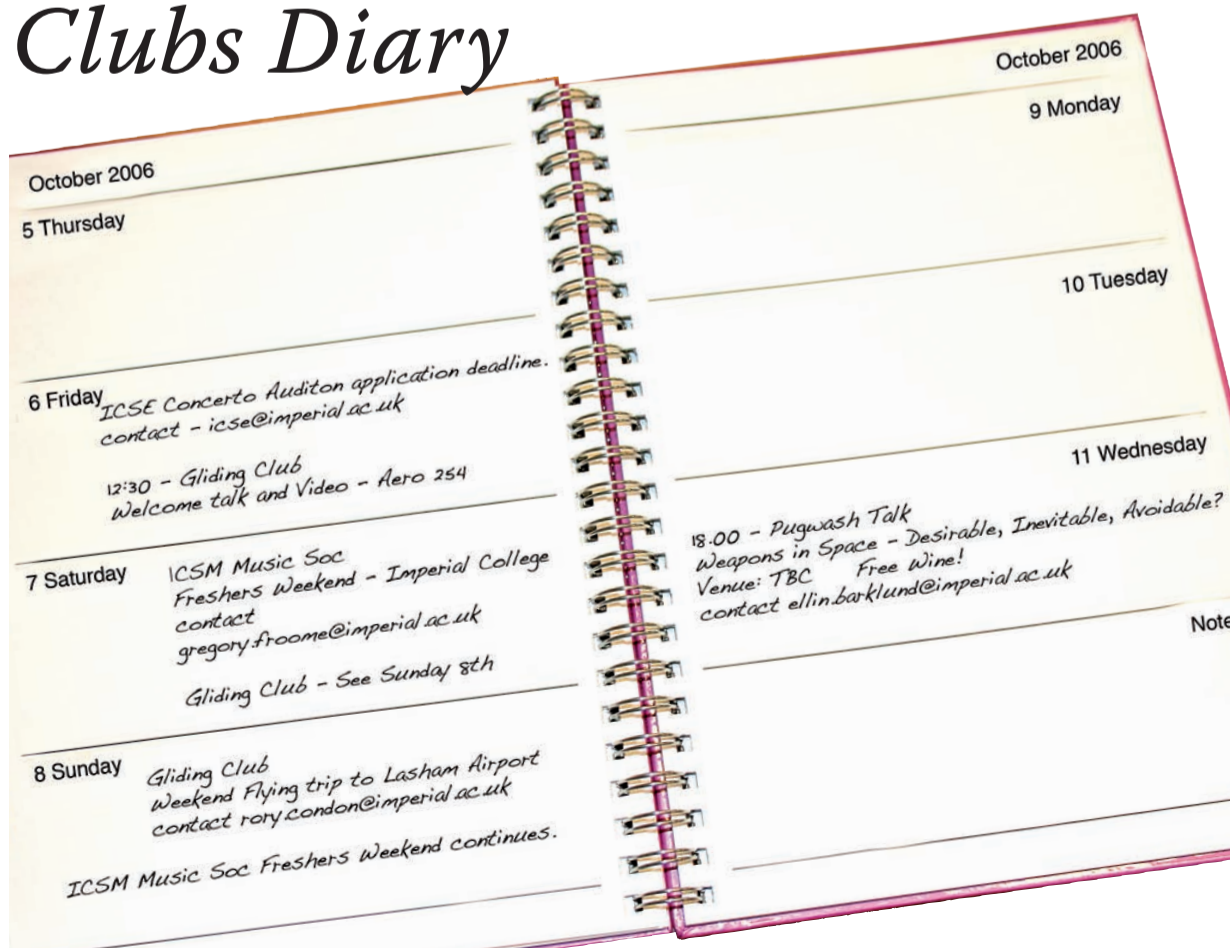 Clubs Diary
October 2006
5 Thursday
6 Friday
ICSE Concerto Auditon application deadline.
contact - icse@imperial.ac.uk
12:30 - Gliding Club
Welcome talk and Video - Aero 254
7 Saturday
ICSM Music Soc
Freshers Weekend - Imperial College
contact
gregory.froome@imperial.ac.uk
Gliding Club - See Sunday 8th
8 Sunday
Gliding Club
Weekend Flying trip to Lasham Airport
contact rory.condon@imperial.ac.uk
ICSM Music Soc Freshers Weekend continues.
October 2006
9 Monday
10 Tuesday
11 Wednesday
18.00 - Pugwash Talk
Weapons in Space - Desirable, Inevitable, Avoidable?
Venue: TBC Free Wine!
contact ellin.barklund@imperial.ac.uk
Note